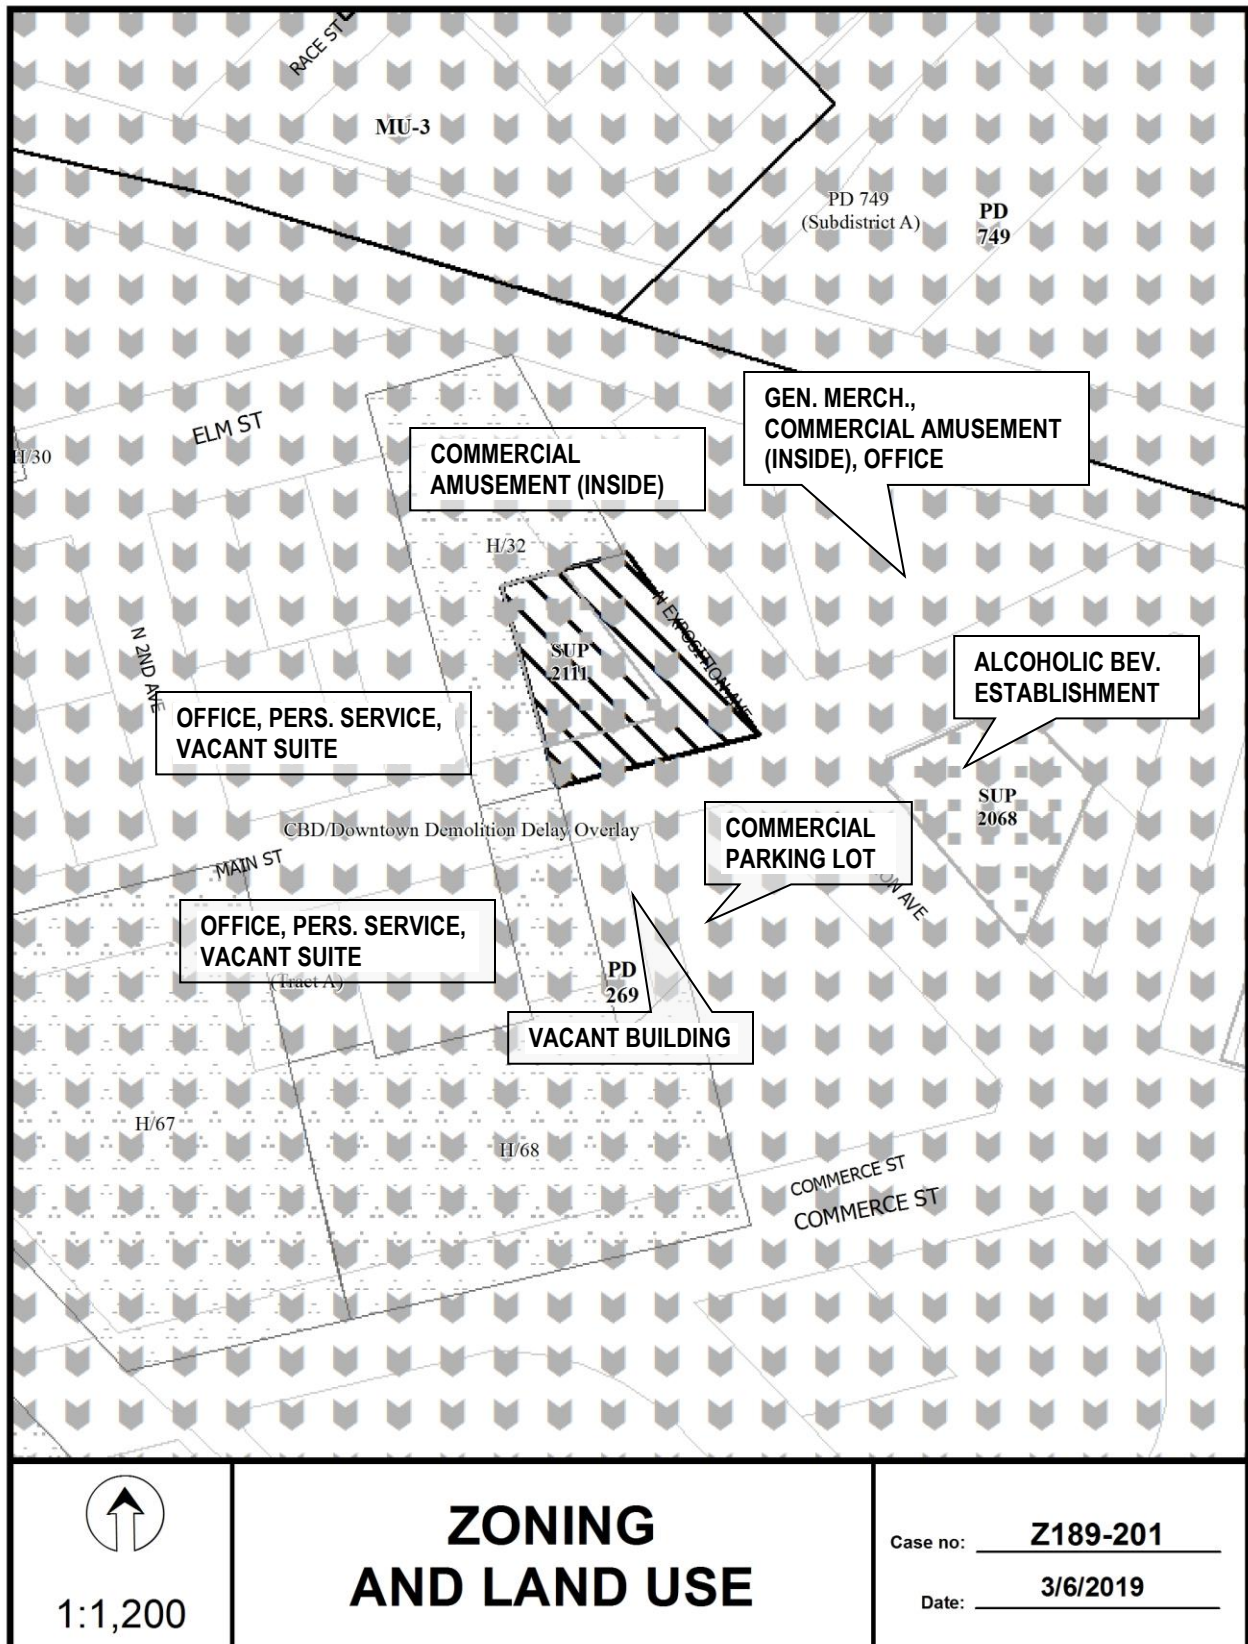 RACE ST
MU-3
PD 749
(Subdistrict A)
PD
749
GEN. MERCH.,
COMMERCIAL AMUSEMENT
(INSIDE), OFFICE
ELM ST
H/30
COMMERCIAL
AMUSEMENT (INSIDE)
H/32
N EXPOSITION AVE
SUP
2111
N 2ND AVE
ALCOHOLIC BEV.
ESTABLISHMENT
OFFICE, PERS. SERVICE,
VACANT SUITE
SUP
2068
CBD/Downtown Demolition Delay Overlay
COMMERCIAL
PARKING LOT
MAIN ST
ON AVE
OFFICE, PERS. SERVICE,
VACANT SUITE
(Tract A)
PD
269
VACANT BUILDING
H/67
H/68
COMMERCE ST
COMMERCE ST
1:1,200
ZONING
AND LAND USE
Case no: Z189-201
Date: 3/6/2019